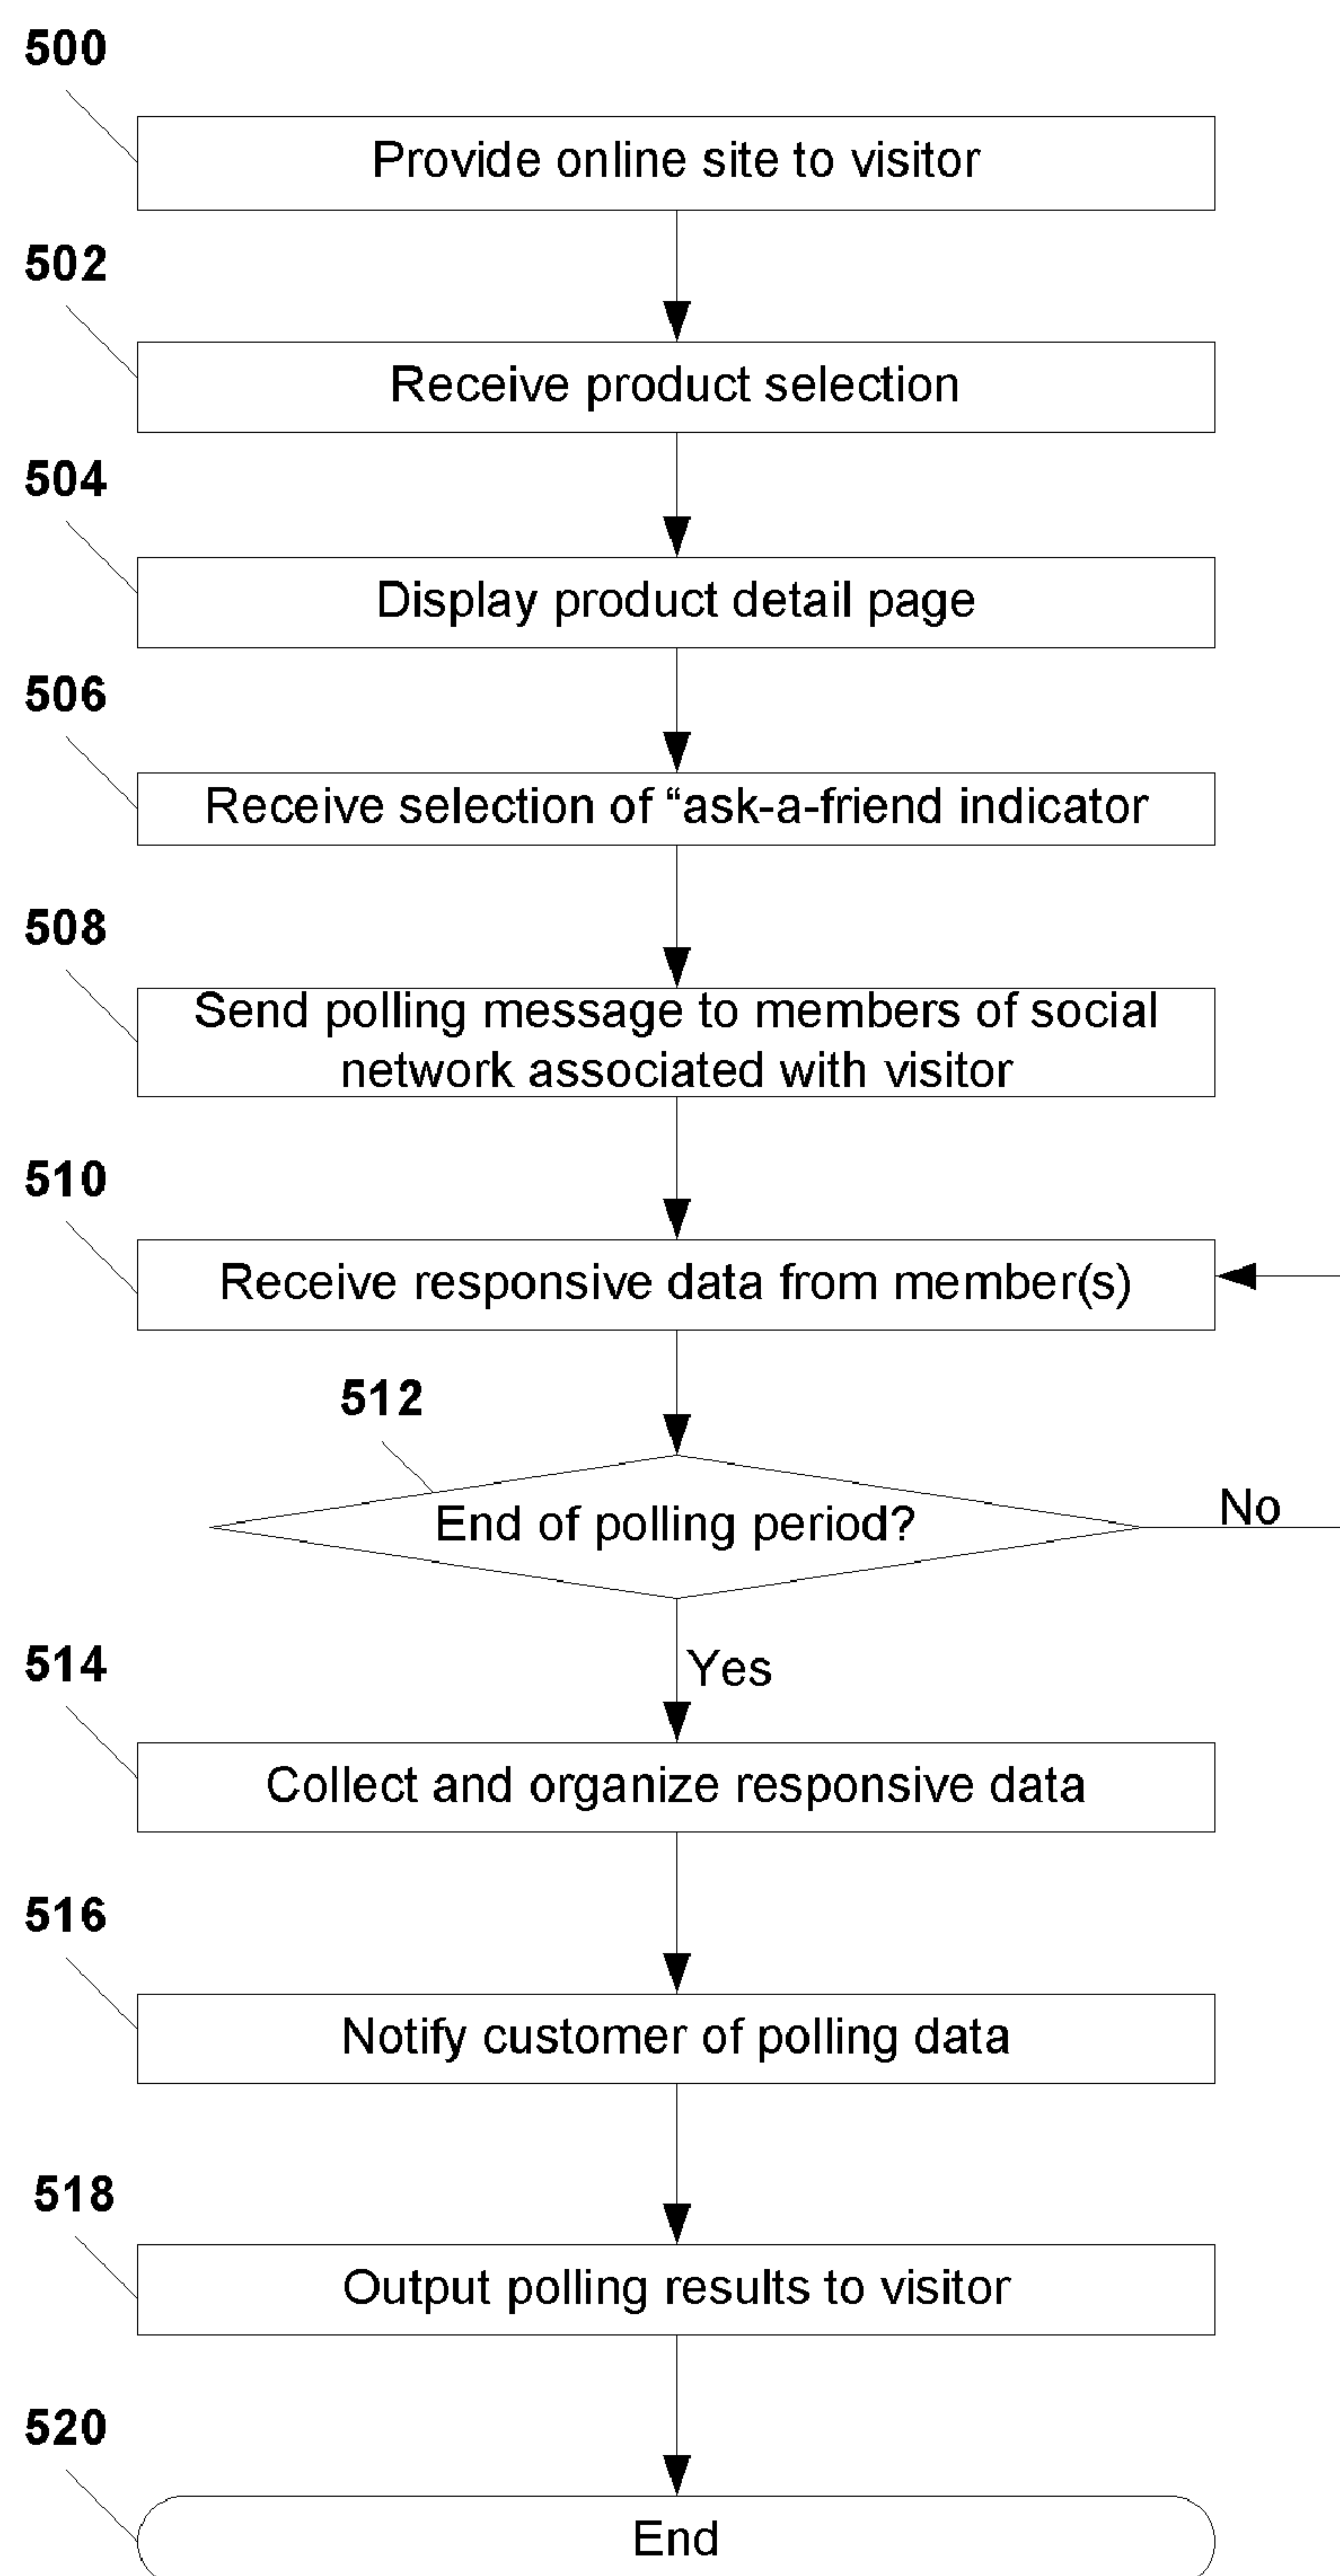 500
Provide online site to visitor
502
Receive product selection
504
Display product detail page
506
Receive selection of “ask-a-friend indicator
508
Send polling message to members of social
network associated with visitor
510
Receive responsive data from member(s)
512
End of polling period?
No
Yes
514
Collect and organize responsive data
516
Notify customer of polling data
518
Output polling results to visitor
520
End